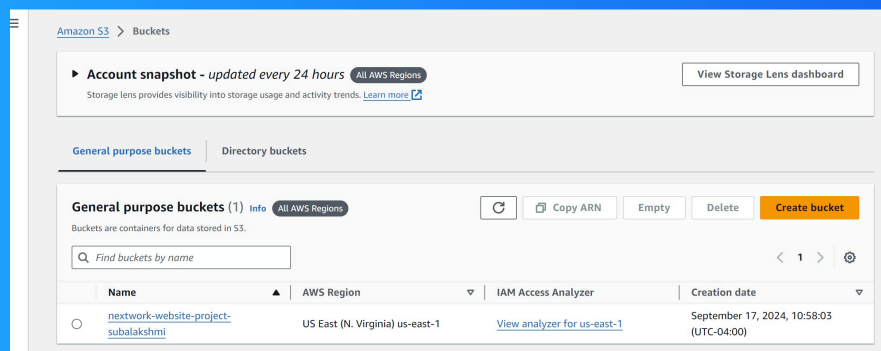 Amazon S3 > Buckets
Account snapshot - updated every 24 hours All AWS Regions
View Storage Lens dashboard
Storage lens provides visibility into storage usage and activity trends. Learn more
General purpose buckets Directory buckets
General purpose buckets (1) Info All AWS Regions
Copy ARN Empty Delete Create bucket
Buckets are containers for data stored in S3.
Find buckets by name
< 1 >
Name AWS Region IAM Access Analyzer Creation date
nextwork-website-project-
subalakshmi
US East (N. Virginia) us-east-1
View analyzer for us-east-1
September 17, 2024, 10:58:03
(UTC-04:00)